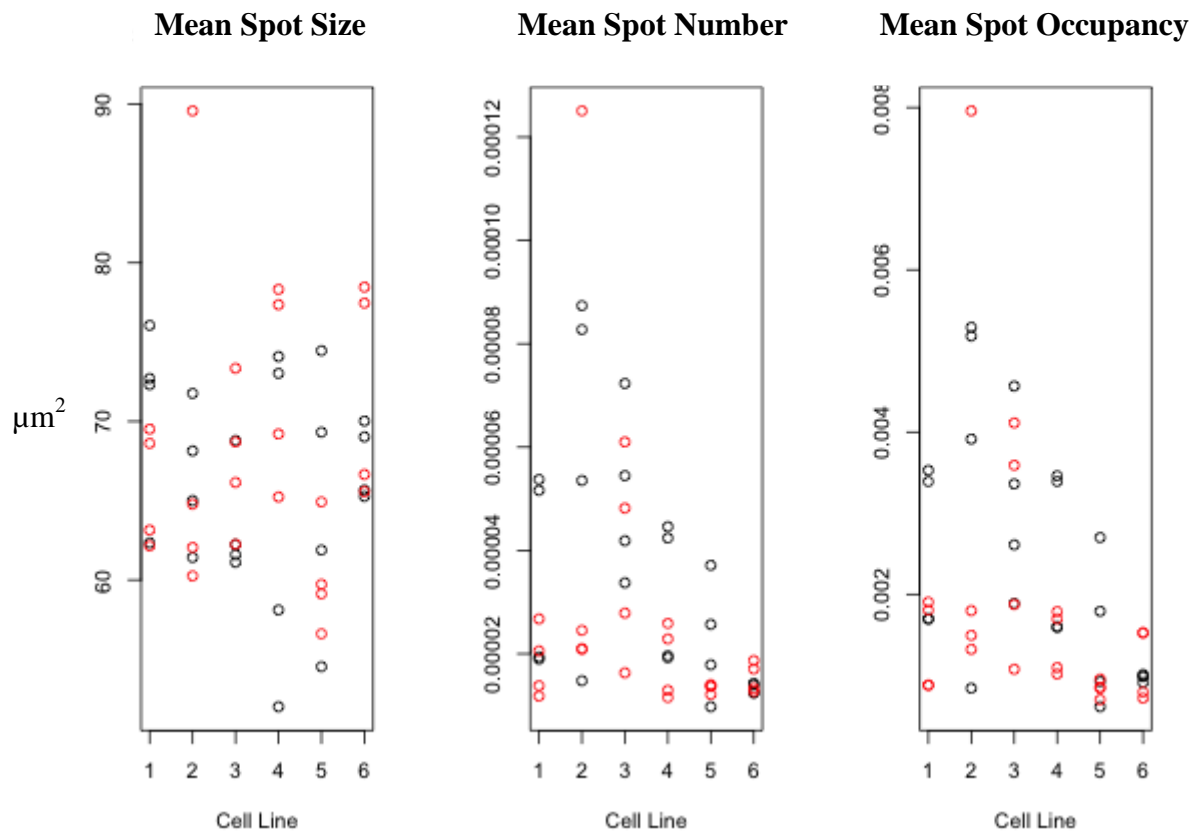 Mean Spot Size
Mean Spot Number
Mean Spot Occupancy
µm²
90
80
70
60
1 2 3 4 5 6
Cell Line
0.00012
0.00010
0.00008
0.00006
0.00004
0.00002
1 2 3 4 5 6
Cell Line
0.008
0.006
0.004
0.002
1 2 3 4 5 6
Cell Line